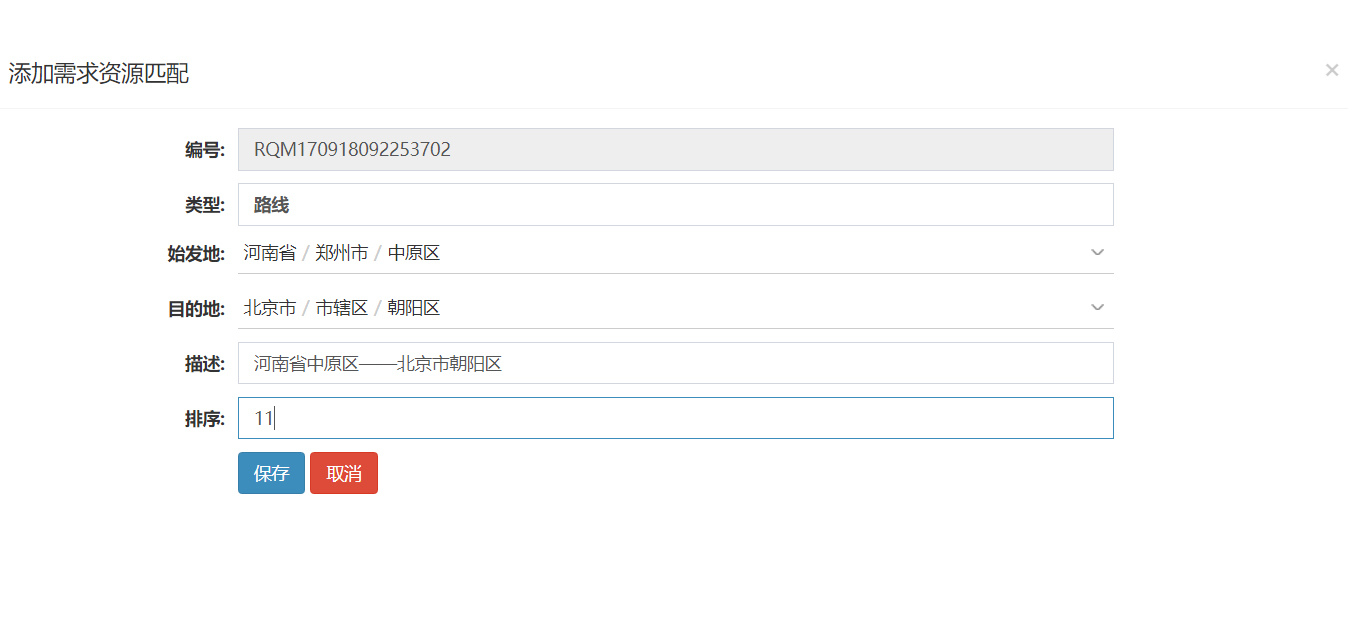 添加需求资源匹配 ×
编号: RQM170918092253702
类型: 路线
始发地: 河南省 / 郑州市 / 中原区
目的地: 北京市 / 市辖区 / 朝阳区
描述: 河南省中原区——北京市朝阳区
排序: 11
保存 取消